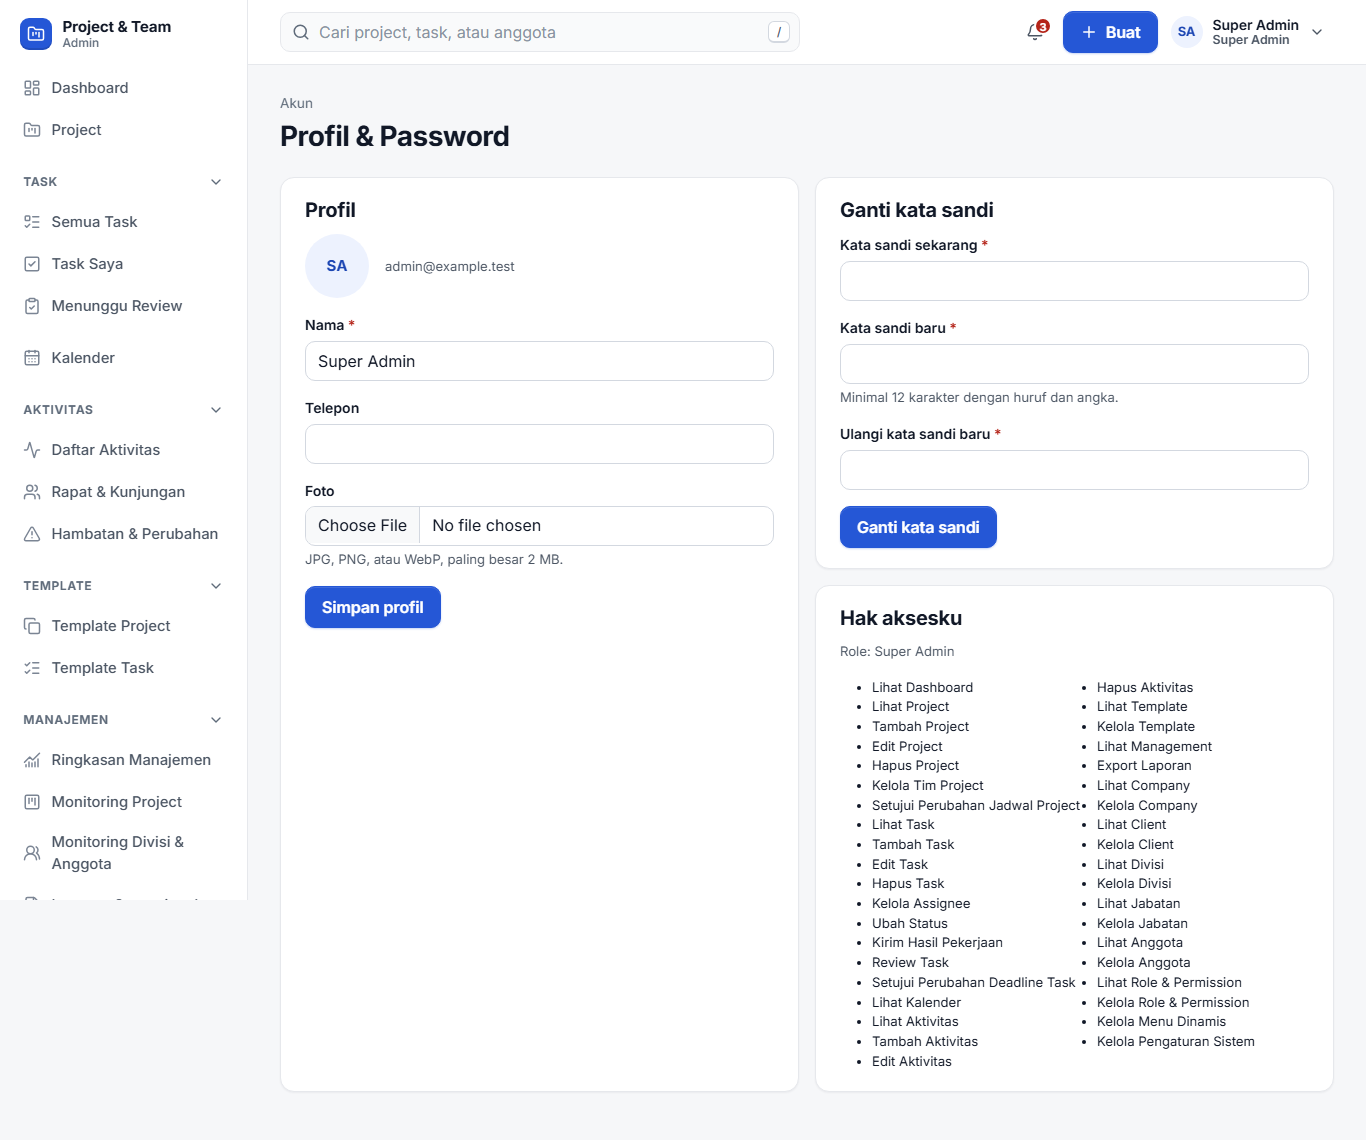 Project & Team
Admin
Dashboard
Project
TASK
Semua Task
Task Saya
Menunggu Review
Kalender
AKTIVITAS
Daftar Aktivitas
Rapat & Kunjungan
Hambatan & Perubahan
TEMPLATE
Template Project
Template Task
MANAJEMEN
Ringkasan Manajemen
Monitoring Project
Monitoring Divisi &
Anggota
Cari project, task, atau anggota
/
3
Buat
SA
Super Admin
Super Admin
Akun
Profil & Password
Profil
SA
admin@example.test
Nama *
Super Admin
Telepon
Foto
Choose File
No file chosen
JPG, PNG, atau WebP, paling besar 2 MB.
Simpan profil
Ganti kata sandi
Kata sandi sekarang *
Kata sandi baru *
Minimal 12 karakter dengan huruf dan angka.
Ulangi kata sandi baru *
Ganti kata sandi
Hak aksesku
Role: Super Admin
• Lihat Dashboard
• Lihat Project
• Tambah Project
• Edit Project
• Hapus Project
• Kelola Tim Project
• Setujui Perubahan Jadwal Project
• Lihat Task
• Tambah Task
• Edit Task
• Hapus Task
• Kelola Assignee
• Ubah Status
• Kirim Hasil Pekerjaan
• Review Task
• Setujui Perubahan Deadline Task
• Lihat Kalender
• Lihat Aktivitas
• Tambah Aktivitas
• Edit Aktivitas
• Hapus Aktivitas
• Lihat Template
• Kelola Template
• Lihat Management
• Export Laporan
• Lihat Company
• Kelola Company
• Lihat Client
• Kelola Client
• Lihat Divisi
• Kelola Divisi
• Lihat Jabatan
• Kelola Jabatan
• Lihat Anggota
• Kelola Anggota
• Lihat Role & Permission
• Kelola Role & Permission
• Kelola Menu Dinamis
• Kelola Pengaturan Sistem